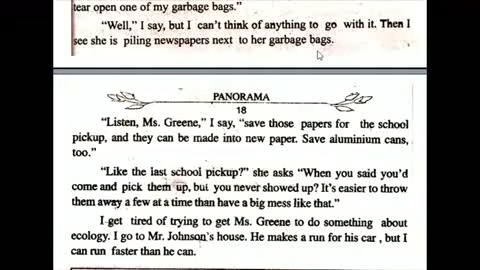 tear open one of my garbage bags.”
“Well,” I say, but I can’t think of anything to go with it. Then I
see she is piling newspapers next to her garbage bags.
PANORAMA
18
“Listen, Ms. Greene,” I say, “save those papers for the school
pickup, and they can be made into new paper. Save aluminium cans,
too.”
“Like the last school pickup?” she asks “When you said you’d
come and pick them up, but you never showed up? It’s easier to throw
them away a few at a time than have a big mess like that.”
I get tired of trying to get Ms. Greene to do something about
ecology. I go to Mr. Johnson’s house. He makes a run for his car , but I
can run faster than he can.